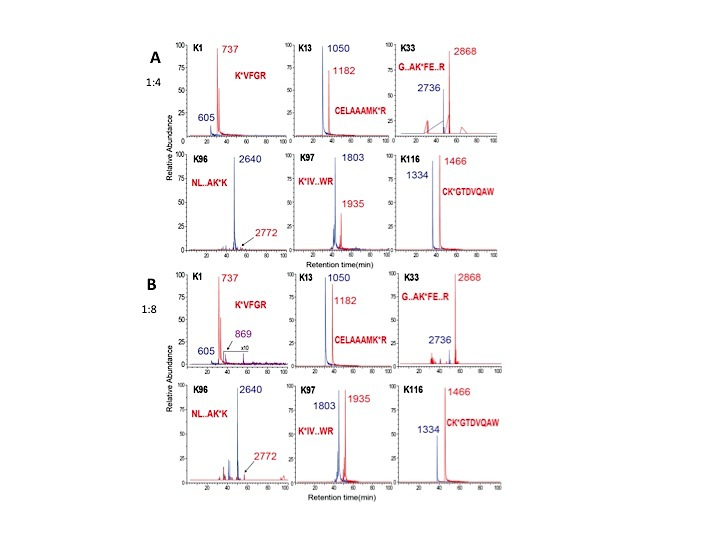 A
1:4
K1
737
K*VFGR
605
K13
1050
1182
CELAAAMK*R
K33
2868
G..AK*FE..R
2736
Relative Abundance
K96
2640
NL..AK*K
2772
K97
1803
K*IV..WR
1935
K116
1466
1334
CK*GTDVQAW
Retention time(min)
B
1:8
K1
737
K*VFGR
869
605
x10
K13
1050
1182
CELAAAMK*R
K33
2868
G..AK*FE..R
2736
Relative Abundance
K96
2640
NL..AK*K
2772
K97
1935
1803
K*IV..WR
K116
1466
CK*GTDVQAW
1334
Retention time(min)